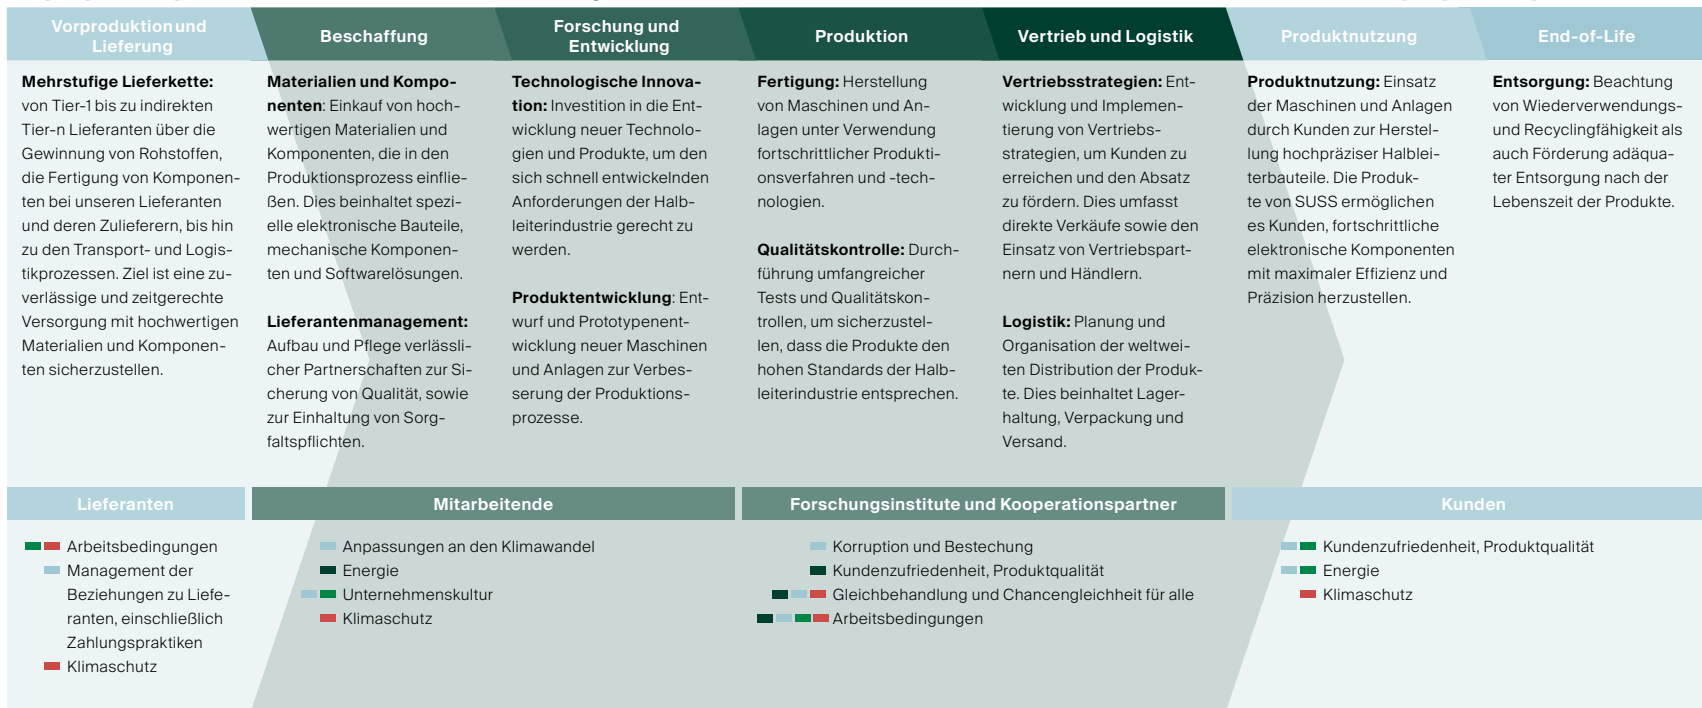 Vorproduktion und
Lieferung
Beschaffung
Forschung und
Entwicklung
Produktion
Vertrieb und Logistik
Produktnutzung
End-of-Life
Mehrstufige Lieferkette:
von Tier-1 bis zu indirekten
Tier-n Lieferanten über die
Gewinnung von Rohstoffen,
die Fertigung von Komponen-
ten bei unseren Lieferanten
und deren Zulieferern, bis hin
zu den Transport- und Logis-
tikprozessen. Ziel ist eine zu-
verlässige und zeitgerechte
Versorgung mit hochwertigen
Materialien und Komponen-
ten sicherzustellen.
Materialien und Kompo-
nenten: Einkauf von hoch-
wertigen Materialien und
Komponenten, die in den
Produktionsprozess einflie-
ßen. Dies beinhaltet spezi-
elle elektronische Bauteile,
mechanische Komponen-
ten und Softwarelösungen.
Lieferantenmanagement:
Aufbau und Pflege verlässli-
cher Partnerschaften zur Si-
cherung von Qualität, sowie
zur Einhaltung von Sorg-
faltspflichten.
Technologische Innova-
tion: Investition in die Ent-
wicklung neuer Technolo-
gien und Produkte, um den
sich schnell entwickelnden
Anforderungen der Halb-
leiterindustrie gerecht zu
werden.
Produktentwicklung: Ent-
wurf und Prototypenent-
wicklung neuer Maschinen
und Anlagen zur Verbes-
serung der Produktions-
prozesse.
Fertigung: Herstellung
von Maschinen und An-
lagen unter Verwendung
fortschrittlicher Produkti-
onsverfahren und -tech-
nologien.
Qualitätskontrolle: Durch-
führung umfangreicher
Tests und Qualitätskon-
trollen, um sicherzustel-
len, dass die Produkte den
hohen Standards der Halb-
leiterindustrie entsprechen.
Vertriebsstrategien: Ent-
wicklung und Implemen-
tierung von Vertriebs-
strategien, um Kunden zu
erreichen und den Absatz
zu fördern. Dies umfasst
direkte Verkäufe sowie den
Einsatz von Vertriebspart-
nern und Händlern.
Logistik: Planung und
Organisation der weltwei-
ten Distribution der Produk-
te. Dies beinhaltet Lager-
haltung, Verpackung und
Versand.
Produktnutzung: Einsatz
der Maschinen und Anlagen
durch Kunden zur Herstel-
lung hochpräziser Halblei-
terbauteile. Die Produk-
te von SUSS ermöglichen
es Kunden, fortschrittliche
elektronische Komponenten
mit maximaler Effizienz und
Präzision herzustellen.
Entsorgung: Beachtung
von Wiederverwendungs-
und Recyclingfähigkeit als
auch Förderung adäqua-
ter Entsorgung nach der
Lebenszeit der Produkte.
Lieferanten
Arbeitsbedingungen
Management der
Beziehungen zu Liefe-
ranten, einschließlich
Zahlungspraktiken
Klimaschutz
Mitarbeitende
Anpassungen an den Klimawandel
Energie
Unternehmenskultur
Klimaschutz
Forschungsinstitute und Kooperationspartner
Korruption und Bestechung
Kundenzufriedenheit, Produktqualität
Gleichbehandlung und Chancengleichheit für alle
Arbeitsbedingungen
Kunden
Kundenzufriedenheit, Produktqualität
Energie
Klimaschutz